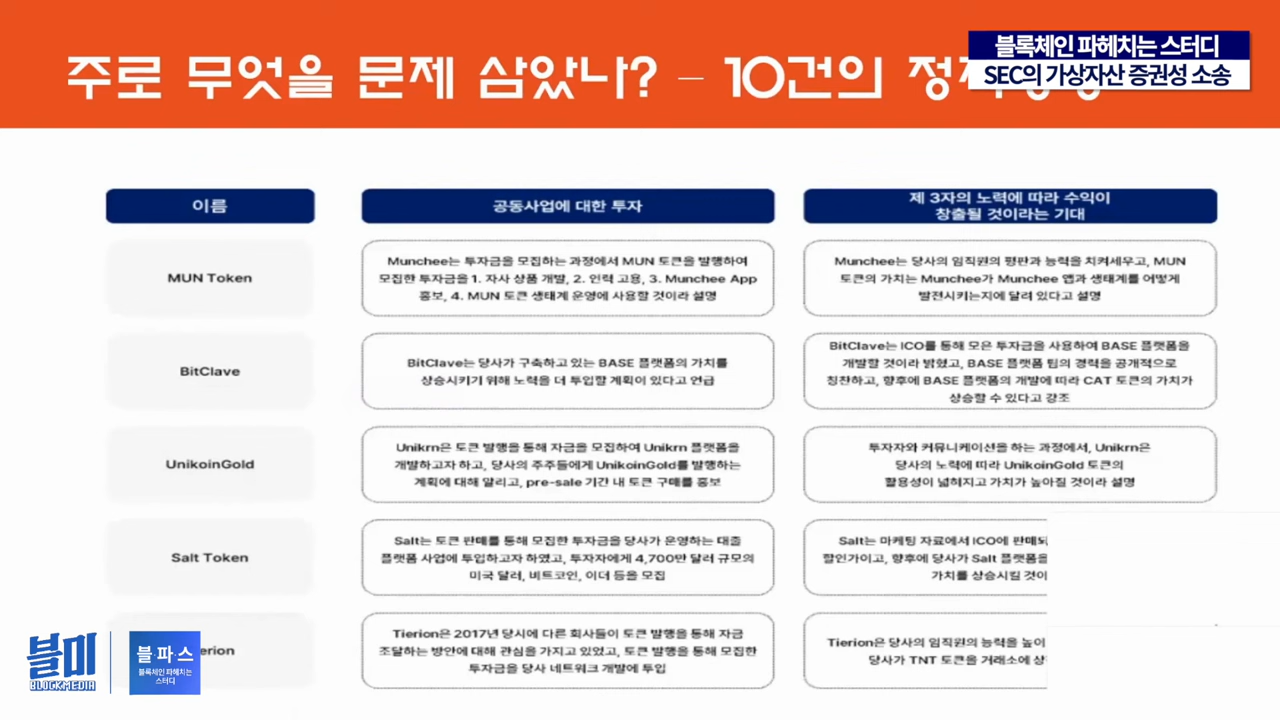 주로 무엇을 문제 삼았나? – 10건의
블록체인 파헤치는 스터디
SEC의 가상자산 증권성 소송
이름
공동사업에 대한 투자
제 3자의 노력에 따라 수익이
창출될 것이라는 기대
MUN Token
Munchee는 투자금을 모집하는 과정에서 MUN 토큰을 발행하여
모집한 투자금을 1. 자사 상품 개발, 2. 인력 고용, 3. Munchee App
홍보, 4. MUN 토큰 생태계 운영에 사용할 것이라 설명
Munchee는 당사의 임직원의 평판과 능력을 치켜세우고, MUN
토큰의 가치는 Munchee가 Munchee 앱과 생태계를 어떻게
발전시키는지에 달려 있다고 설명
BitClave
BitClave는 당사가 구축하고 있는 BASE 플랫폼의 가치를
상승시키기 위해 노력을 더 투입할 계획이 있다고 언급
BitClave는 ICO를 통해 모은 투자금을 사용하여 BASE 플랫폼을
개발할 것이라 밝혔고, BASE 플랫폼 팀의 경력을 공개적으로
칭찬하고, 향후에 BASE 플랫폼의 개발에 따라 CAT 토큰의 가치가
상승할 수 있다고 강조
UnikoinGold
Unikrn은 토큰 발행을 통해 자금을 모집하여 Unikrn 플랫폼을
개발하고자 하고, 당사의 주주들에게 UnikoinGold를 발행하는
계획에 대해 알리고, pre-sale 기간 내 토큰 구매를 홍보
투자자와 커뮤니케이션을 하는 과정에서, Unikrn은
당사의 노력에 따라 UnikoinGold 토큰의
활용성이 넓혀지고 가치가 높아질 것이라 설명
Salt Token
Salt는 토큰 판매를 통해 모집한 투자금을 당사가 운영하는 대출
플랫폼 사업에 투입하고자 하였고, 투자자에게 4,700만 달러 규모의
미국 달러, 비트코인, 이더 등을 모집
Salt는 마케팅 자료에서 ICO에 판매되
할인가이고, 향후에 당사가 Salt 플랫폼을
가치를 상승시킬 것이
erion
Tierion은 2017년 당시에 다른 회사들이 토큰 발행을 통해 자금
조달하는 방안에 대해 관심을 가지고 있었고, 토큰 발행을 통해 모집한
투자금을 당사 네트워크 개발에 투입
Tierion은 당사의 임직원의 능력을 높이
당사가 TNT 토큰을 거래소에
블미
BLOCKMEDIA
블파스
블록체인 파헤치는
스터디